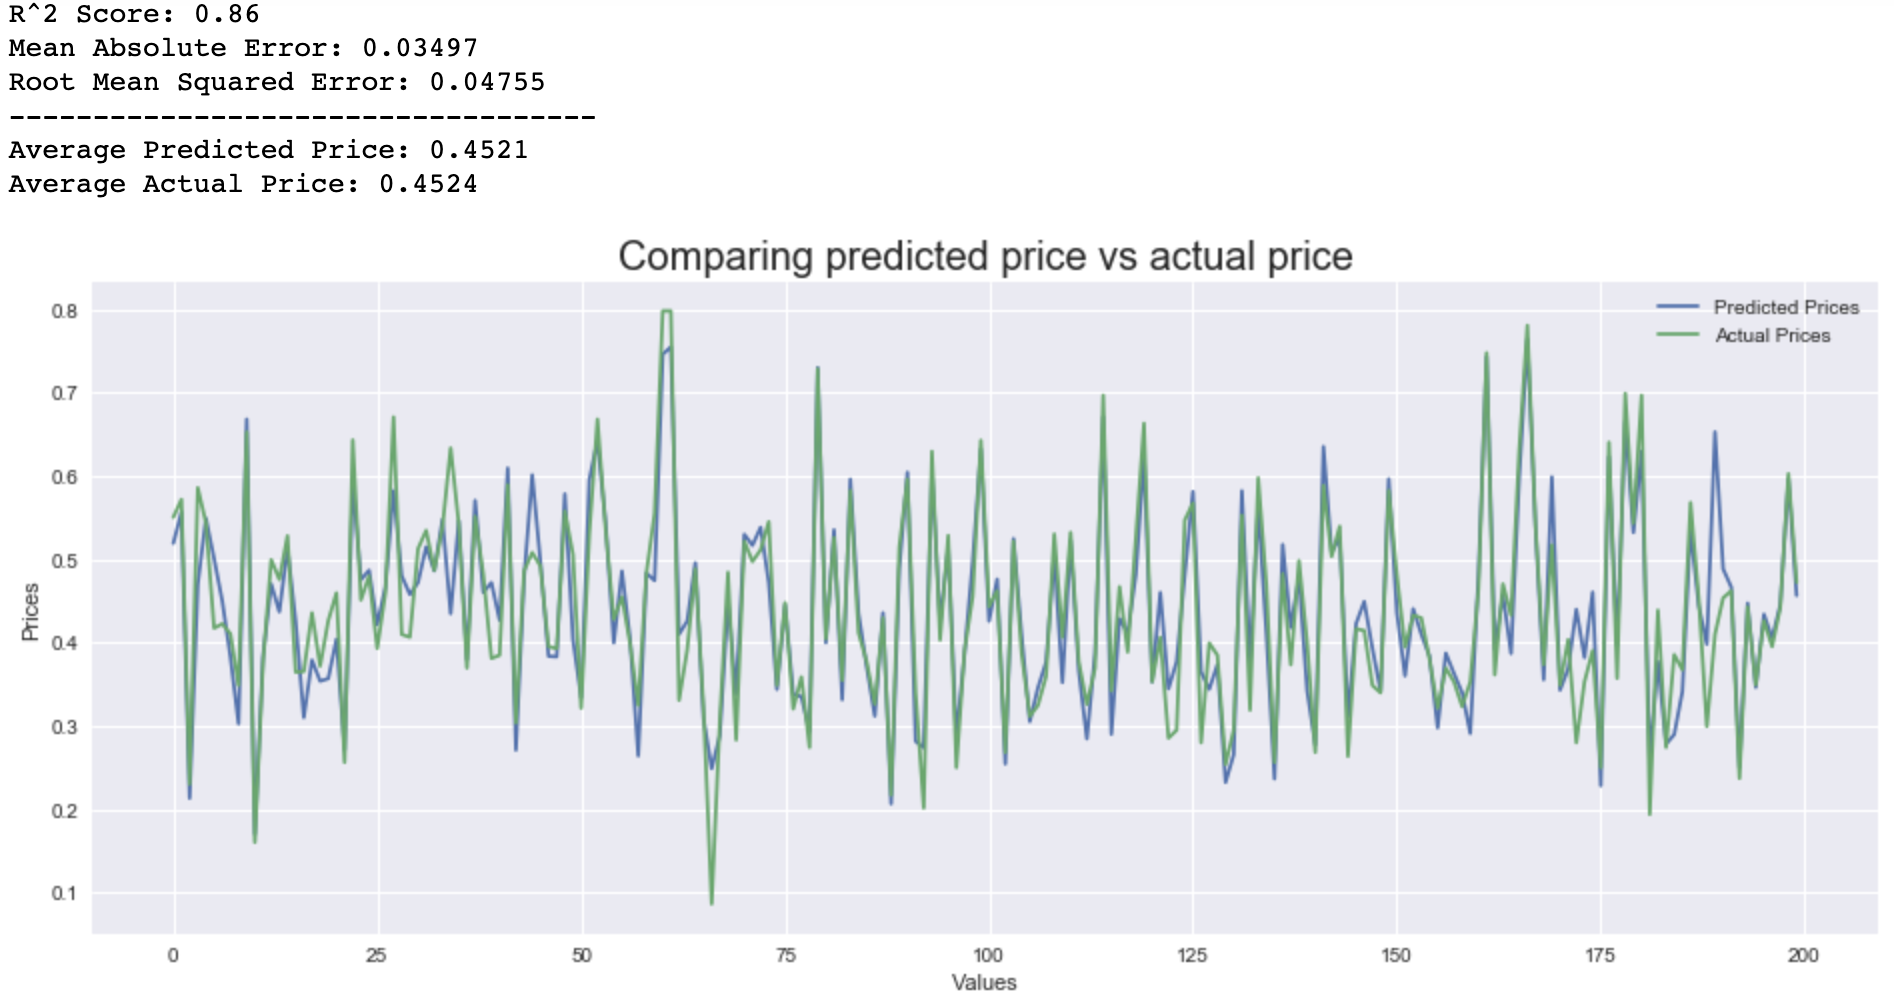 R^2 Score: 0.86
Mean Absolute Error: 0.03497
Root Mean Squared Error: 0.04755
-----------------------------------
Average Predicted Price: 0.4521
Average Actual Price: 0.4524
Comparing predicted price vs actual price
Predicted Prices
Actual Prices
0.8
0.7
0.6
0.5
0.4
0.3
0.2
0.1
Prices
0 25 50 75 100 125 150 175 200
Values